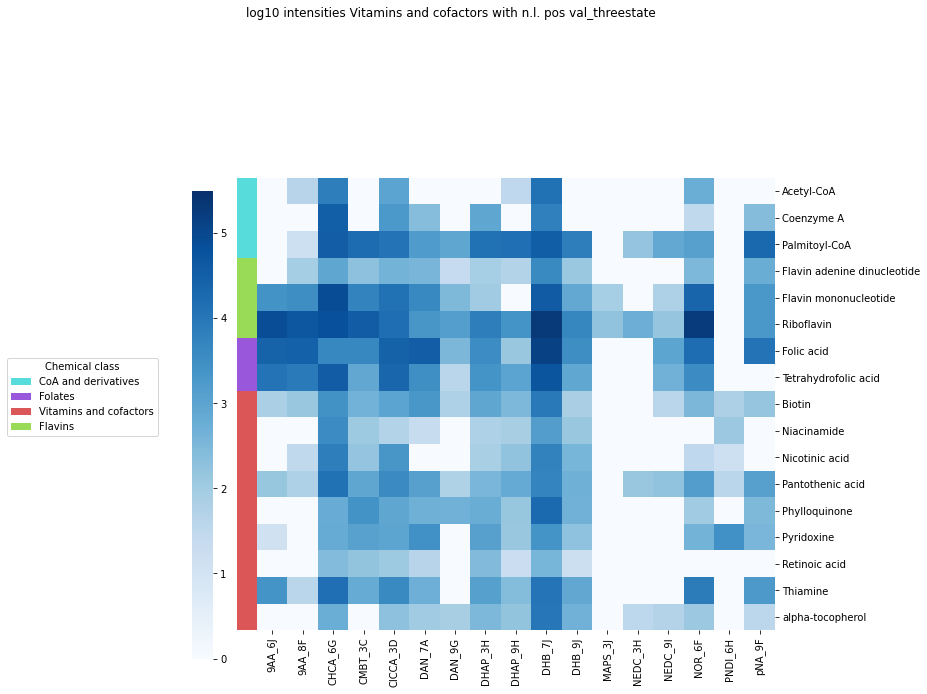 log10 intensities Vitamins and cofactors with n.l. pos val_threestate
Acetyl-CoA
Coenzyme A
Palmitoyl-CoA
Flavin adenine dinucleotide
Flavin mononucleotide
Riboflavin
Folic acid
Tetrahydrofolic acid
Biotin
Niacinamide
Nicotinic acid
Pantothenic acid
Phylloquinone
Pyridoxine
Retinoic acid
Thiamine
alpha-tocopherol
5
4
3
2
1
0
Chemical class
CoA and derivatives
Folates
Vitamins and cofactors
Flavins
9AA_6J
9AA_8F
CHCA_6G
CMBT_3C
ClCCA_3D
DAN_7A
DAN_9G
DHAP_3H
DHAP_9H
DHB_7J
DHB_9J
MAPS_3J
NEDC_3H
NEDC_9I
NOR_6F
PNDI_6H
pNA_9F